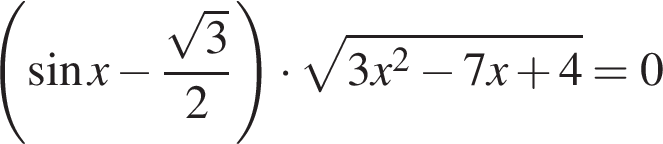 (sin x − √3/2) · √(3x² − 7x + 4) = 0